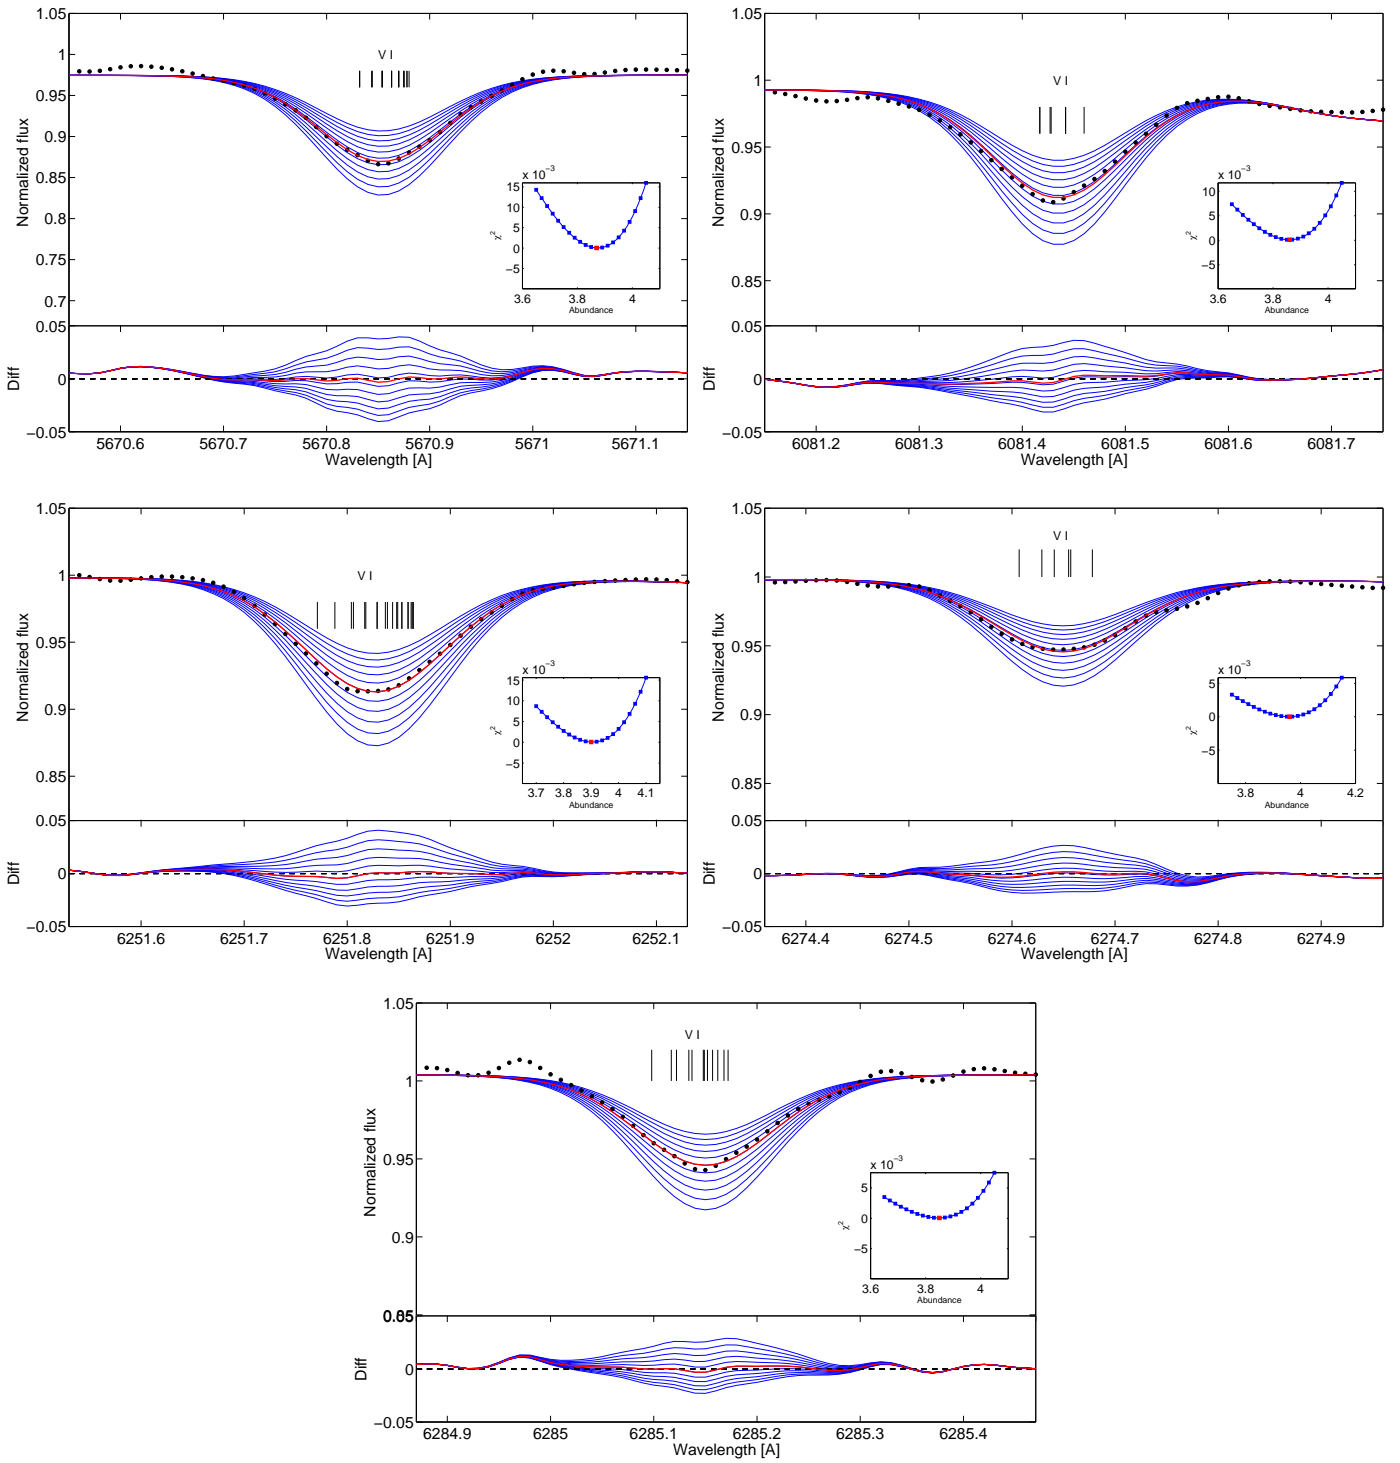 1.05
1
0.95
0.9
0.85
0.8
0.75
0.7
Normalized flux
V I
x 10⁻³
15
10
5
0
−5
χ²
3.6 3.8 4
Abundance
0.05
0
−0.05
Diff
5670.6 5670.7 5670.8 5670.9 5671 5671.1
Wavelength [A]
1.05
1
0.95
0.9
0.85
Normalized flux
V I
x 10⁻³
10
5
0
−5
χ²
3.6 3.8 4
Abundance
0.05
0
−0.05
Diff
6081.2 6081.3 6081.4 6081.5 6081.6 6081.7
Wavelength [A]
1.05
1
0.95
0.9
0.85
Normalized flux
V I
x 10⁻³
15
10
5
0
−5
χ²
3.7 3.8 3.9 4 4.1
Abundance
0.05
0
−0.05
Diff
6251.6 6251.7 6251.8 6251.9 6252 6252.1
Wavelength [A]
1.05
1
0.95
0.9
0.85
Normalized flux
V I
x 10⁻³
5
0
−5
χ²
3.8 4 4.2
Abundance
0.05
0
−0.05
Diff
6274.4 6274.5 6274.6 6274.7 6274.8 6274.9
Wavelength [A]
1.05
1
0.95
0.9
Normalized flux
V I
x 10⁻³
5
0
−5
χ²
3.6 3.8 4
Abundance
0
−0.05
Diff
6284.9 6285 6285.1 6285.2 6285.3 6285.4
Wavelength [A]